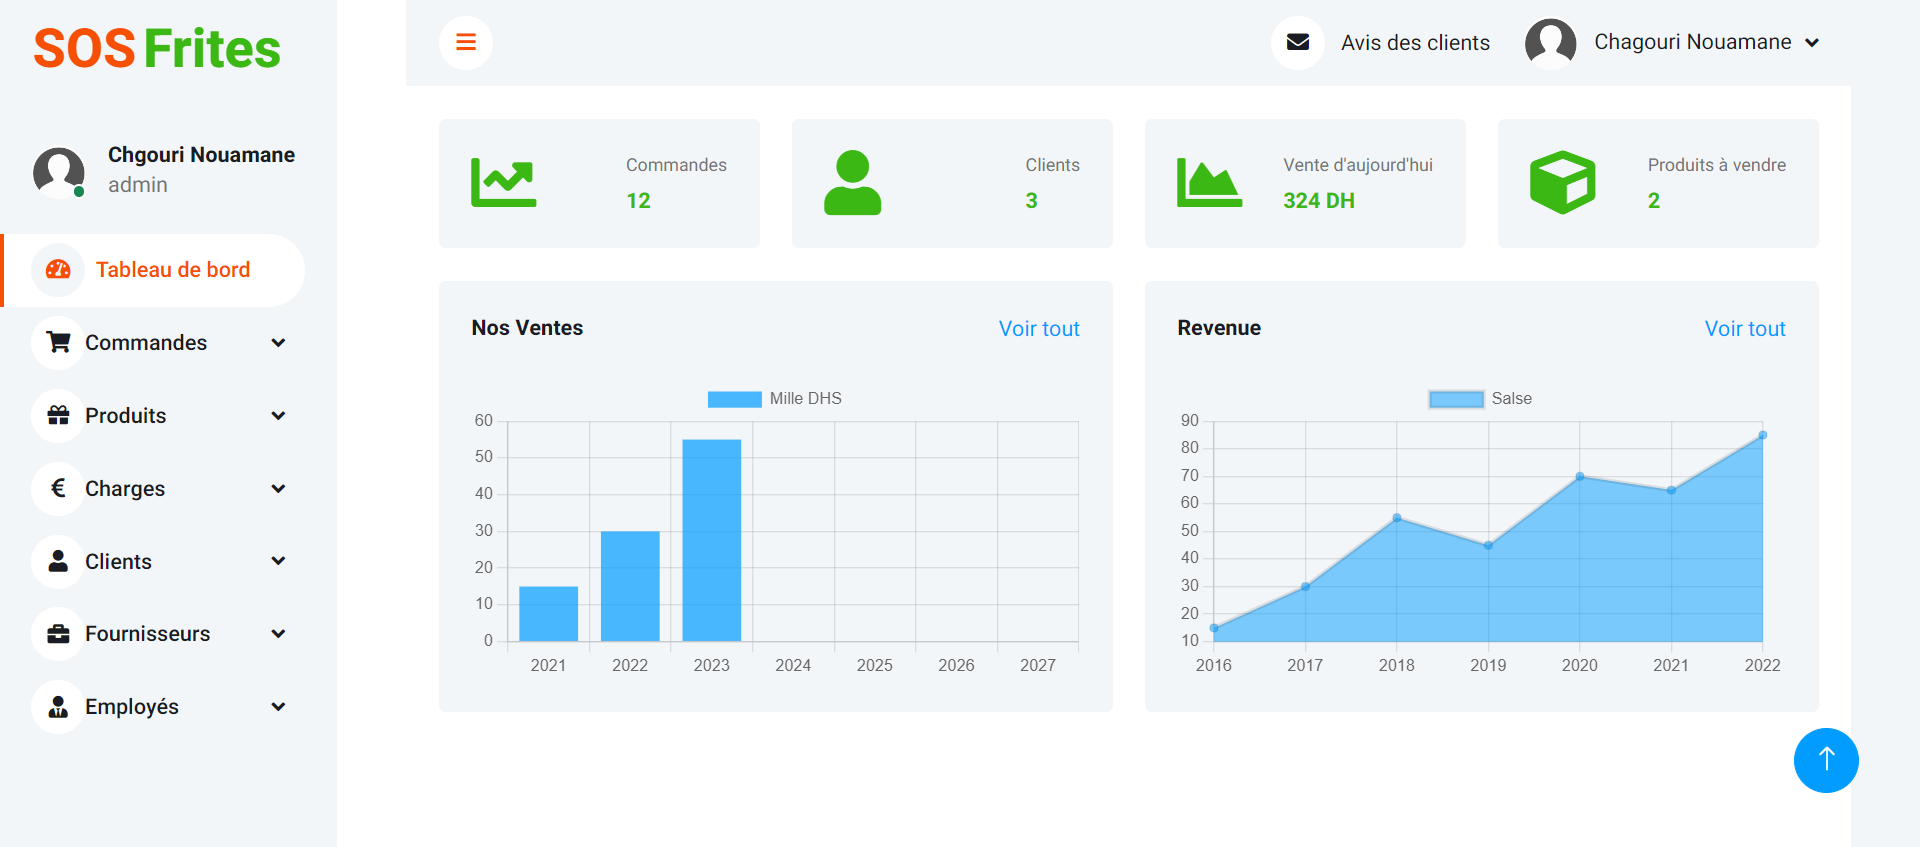 SOS Frites
Chgouri Nouamane
admin
Tableau de bord
Commandes
Produits
€ Charges
Clients
Fournisseurs
Employés
Avis des clients
Chagouri Nouamane
Commandes
12
Clients
3
Vente d'aujourd'hui
324 DH
Produits à vendre
2
Nos Ventes
Voir tout
Mille DHS
60
50
40
30
20
10
0
2021 2022 2023 2024 2025 2026 2027
Revenue
Voir tout
Salse
90
80
70
60
50
40
30
20
10
2016 2017 2018 2019 2020 2021 2022